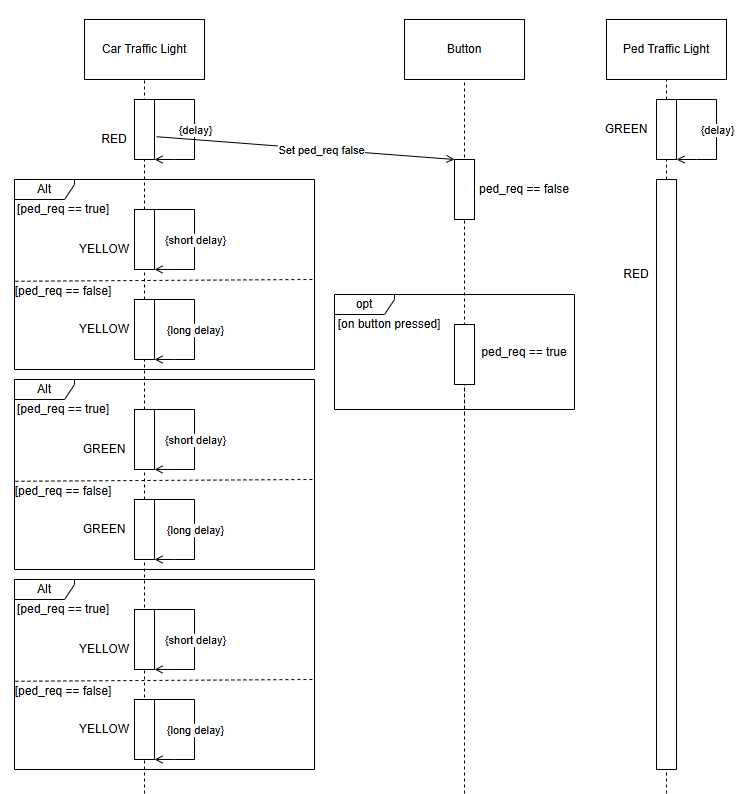 Car Traffic Light
Button
Ped Traffic Light
RED
{delay}
Set ped_req false
GREEN
{delay}
ped_req == false
Alt
[ped_req == true]
YELLOW
{short delay}
[ped_req == false]
YELLOW
{long delay}
RED
opt
[on button pressed]
ped_req == true
Alt
[ped_req == true]
GREEN
{short delay}
[ped_req == false]
GREEN
{long delay}
Alt
[ped_req == true]
YELLOW
{short delay}
[ped_req == false]
YELLOW
{long delay}